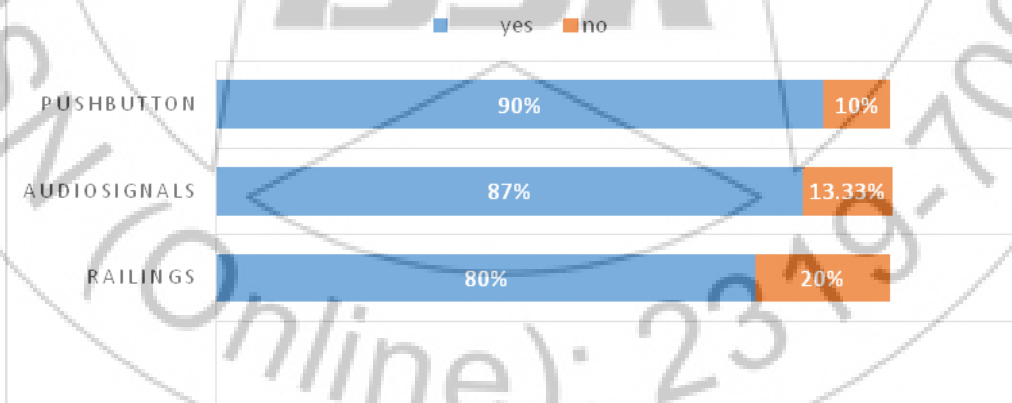 yes no
PUSHBUTTON 90% 10%
AUDIOSIGNALS 87% 13.33%
RAILINGS 80% 20%
(Online): 2319-70